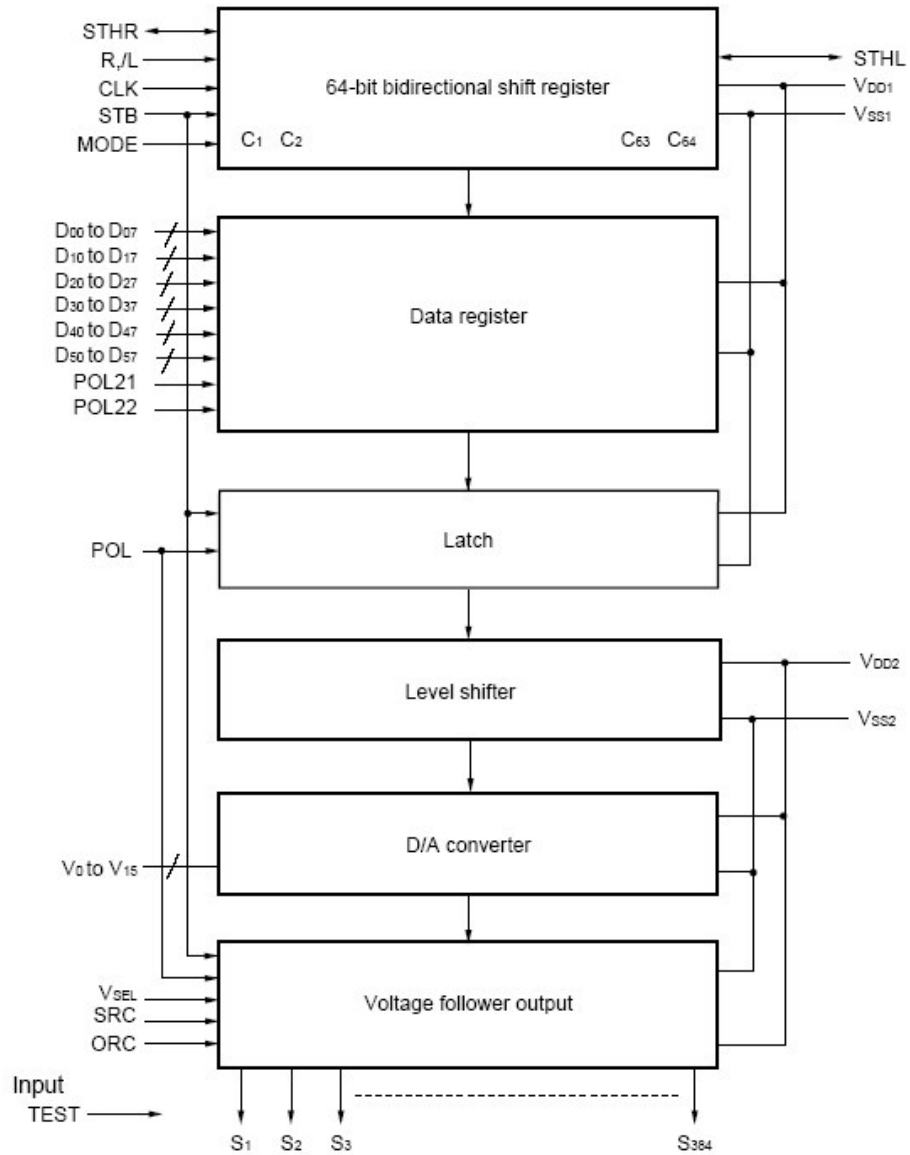 STHR
R,/L
CLK
STB
MODE
64-bit bidirectional shift register
C1 C2 C63 C64
STHL
VDD1
VSS1
D00 to D07
D10 to D17
D20 to D27
D30 to D37
D40 to D47
D50 to D57
POL21
POL22
Data register
POL
Latch
Level shifter
VDD2
VSS2
V0 to V15
D/A converter
VSEL
SRC
ORC
Voltage follower output
Input
TEST
S1 S2 S3 S384